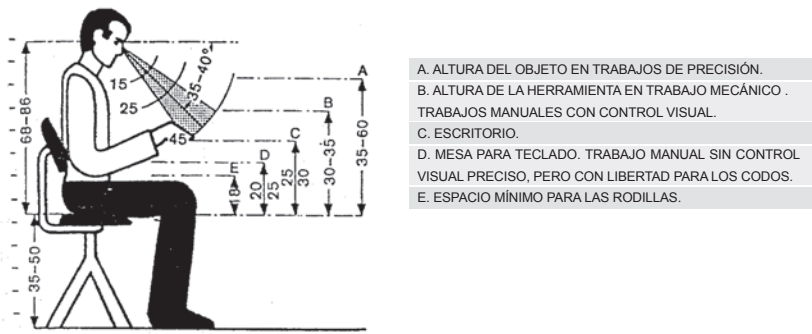 35–40°
15
25
45
A
B
C
D
E
68–86
35–50
18
20
25
25
30
30–35
35–60
A. ALTURA DEL OBJETO EN TRABAJOS DE PRECISIÓN.
B. ALTURA DE LA HERRAMIENTA EN TRABAJO MECÁNICO .
TRABAJOS MANUALES CON CONTROL VISUAL.
C. ESCRITORIO.
D. MESA PARA TECLADO. TRABAJO MANUAL SIN CONTROL
VISUAL PRECISO, PERO CON LIBERTAD PARA LOS CODOS.
E. ESPACIO MÍNIMO PARA LAS RODILLAS.